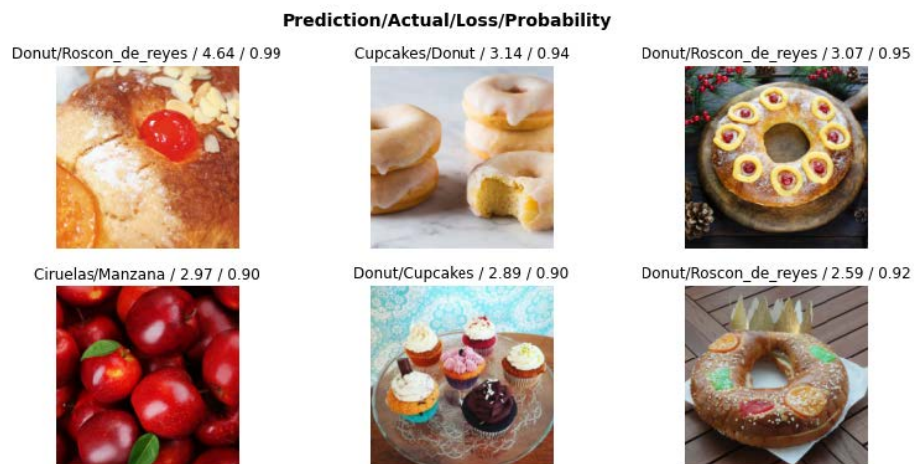 Prediction/Actual/Loss/Probability
Donut/Roscon_de_reyes / 4.64 / 0.99
Cupcakes/Donut / 3.14 / 0.94
Donut/Roscon_de_reyes / 3.07 / 0.95
Ciruelas/Manzana / 2.97 / 0.90
Donut/Cupcakes / 2.89 / 0.90
Donut/Roscon_de_reyes / 2.59 / 0.92